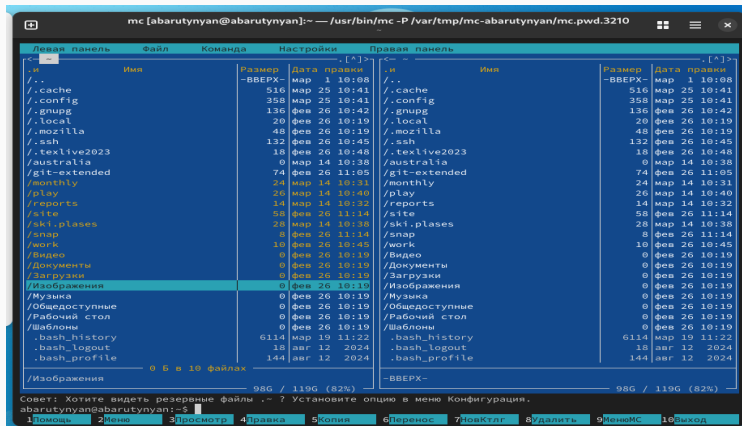 mc [abarutynyan@abarutynyan]:~ — /usr/bin/mc -P /var/tmp/mc-abarutynyan/mc.pwd.3210
~
Левая панель Файл Команда Настройки Правая панель
<— ~ .[^]> <— ~ .[^]>
.и Имя Размер Дата правки .и Имя Размер Дата правки
/.. -ВВЕРХ- мар 1 10:08 /.. -ВВЕРХ- мар 1 10:08
/.cache 516 мар 25 10:41 /.cache 516 мар 25 10:41
/.config 358 мар 25 10:41 /.config 358 мар 25 10:41
/.gnupg 136 фев 26 10:42 /.gnupg 136 фев 26 10:42
/.local 20 фев 26 10:19 /.local 20 фев 26 10:19
/.mozilla 48 фев 26 10:19 /.mozilla 48 фев 26 10:19
/.ssh 132 фев 26 10:45 /.ssh 132 фев 26 10:45
/.texlive2023 18 фев 26 10:48 /.texlive2023 18 фев 26 10:48
/australia 0 мар 14 10:38 /australia 0 мар 14 10:38
/git-extended 74 фев 26 11:05 /git-extended 74 фев 26 11:05
/monthly 24 мар 14 10:31 /monthly 24 мар 14 10:31
/play 26 мар 14 10:40 /play 26 мар 14 10:40
/reports 14 мар 14 10:32 /reports 14 мар 14 10:32
/site 58 фев 26 11:14 /site 58 фев 26 11:14
/ski.plases 28 мар 14 10:38 /ski.plases 28 мар 14 10:38
/snap 8 фев 26 11:14 /snap 8 фев 26 11:14
/work 10 фев 26 10:45 /work 10 фев 26 10:45
/Видео 0 фев 26 10:19 /Видео 0 фев 26 10:19
/Документы 0 фев 26 10:19 /Документы 0 фев 26 10:19
/Загрузки 0 фев 26 10:19 /Загрузки 0 фев 26 10:19
/Изображения 0 фев 26 10:19 /Изображения 0 фев 26 10:19
/Музыка 0 фев 26 10:19 /Музыка 0 фев 26 10:19
/Общедоступные 0 фев 26 10:19 /Общедоступные 0 фев 26 10:19
/Рабочий стол 0 фев 26 10:19 /Рабочий стол 0 фев 26 10:19
/Шаблоны 0 фев 26 10:19 /Шаблоны 0 фев 26 10:19
.bash_history 6114 мар 19 11:22 .bash_history 6114 мар 19 11:22
.bash_logout 18 авг 12 2024 .bash_logout 18 авг 12 2024
.bash_profile 144 авг 12 2024 .bash_profile 144 авг 12 2024
0 Б в 10 файлах
/Изображения -ВВЕРХ-
98G / 119G (82%) 98G / 119G (82%)
Совет: Хотите видеть резервные файлы .~ ? Установите опцию в меню Конфигурация.
abarutynyan@abarutynyan:~$
1Помощь 2Меню 3Просмотр 4Правка 5Копия 6Перенос 7НовКтлг 8Удалить 9МенюМС 10Выход